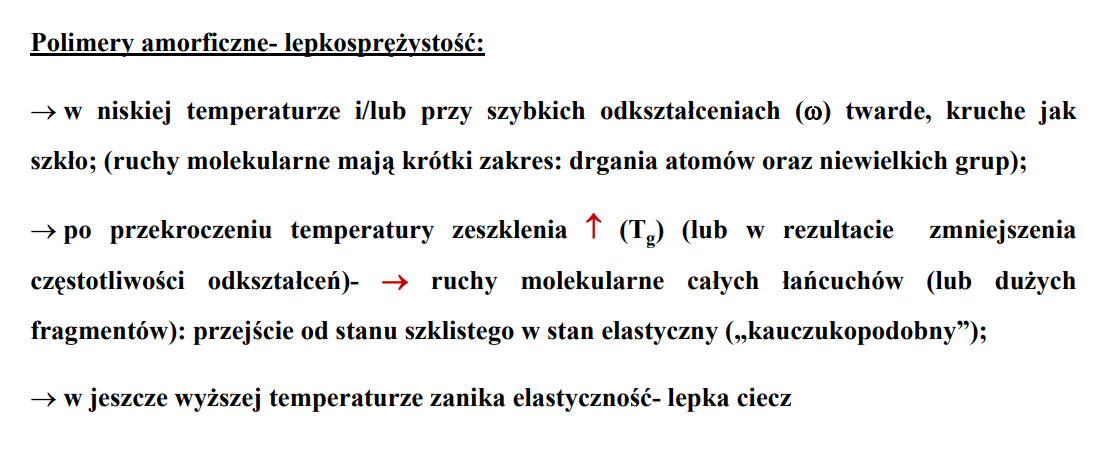 Polimery amorficzne- lepkosprężystość:
→ w niskiej temperaturze i/lub przy szybkich odkształceniach (ω) twarde, kruche jak
szkło; (ruchy molekularne mają krótki zakres: drgania atomów oraz niewielkich grup);
→ po przekroczeniu temperatury zeszklenia ↑ (Tg) (lub w rezultacie zmniejszenia
częstotliwości odkształceń)- → ruchy molekularne całych łańcuchów (lub dużych
fragmentów): przejście od stanu szklistego w stan elastyczny („kauczukopodobny”);
→ w jeszcze wyższej temperaturze zanika elastyczność- lepka ciecz